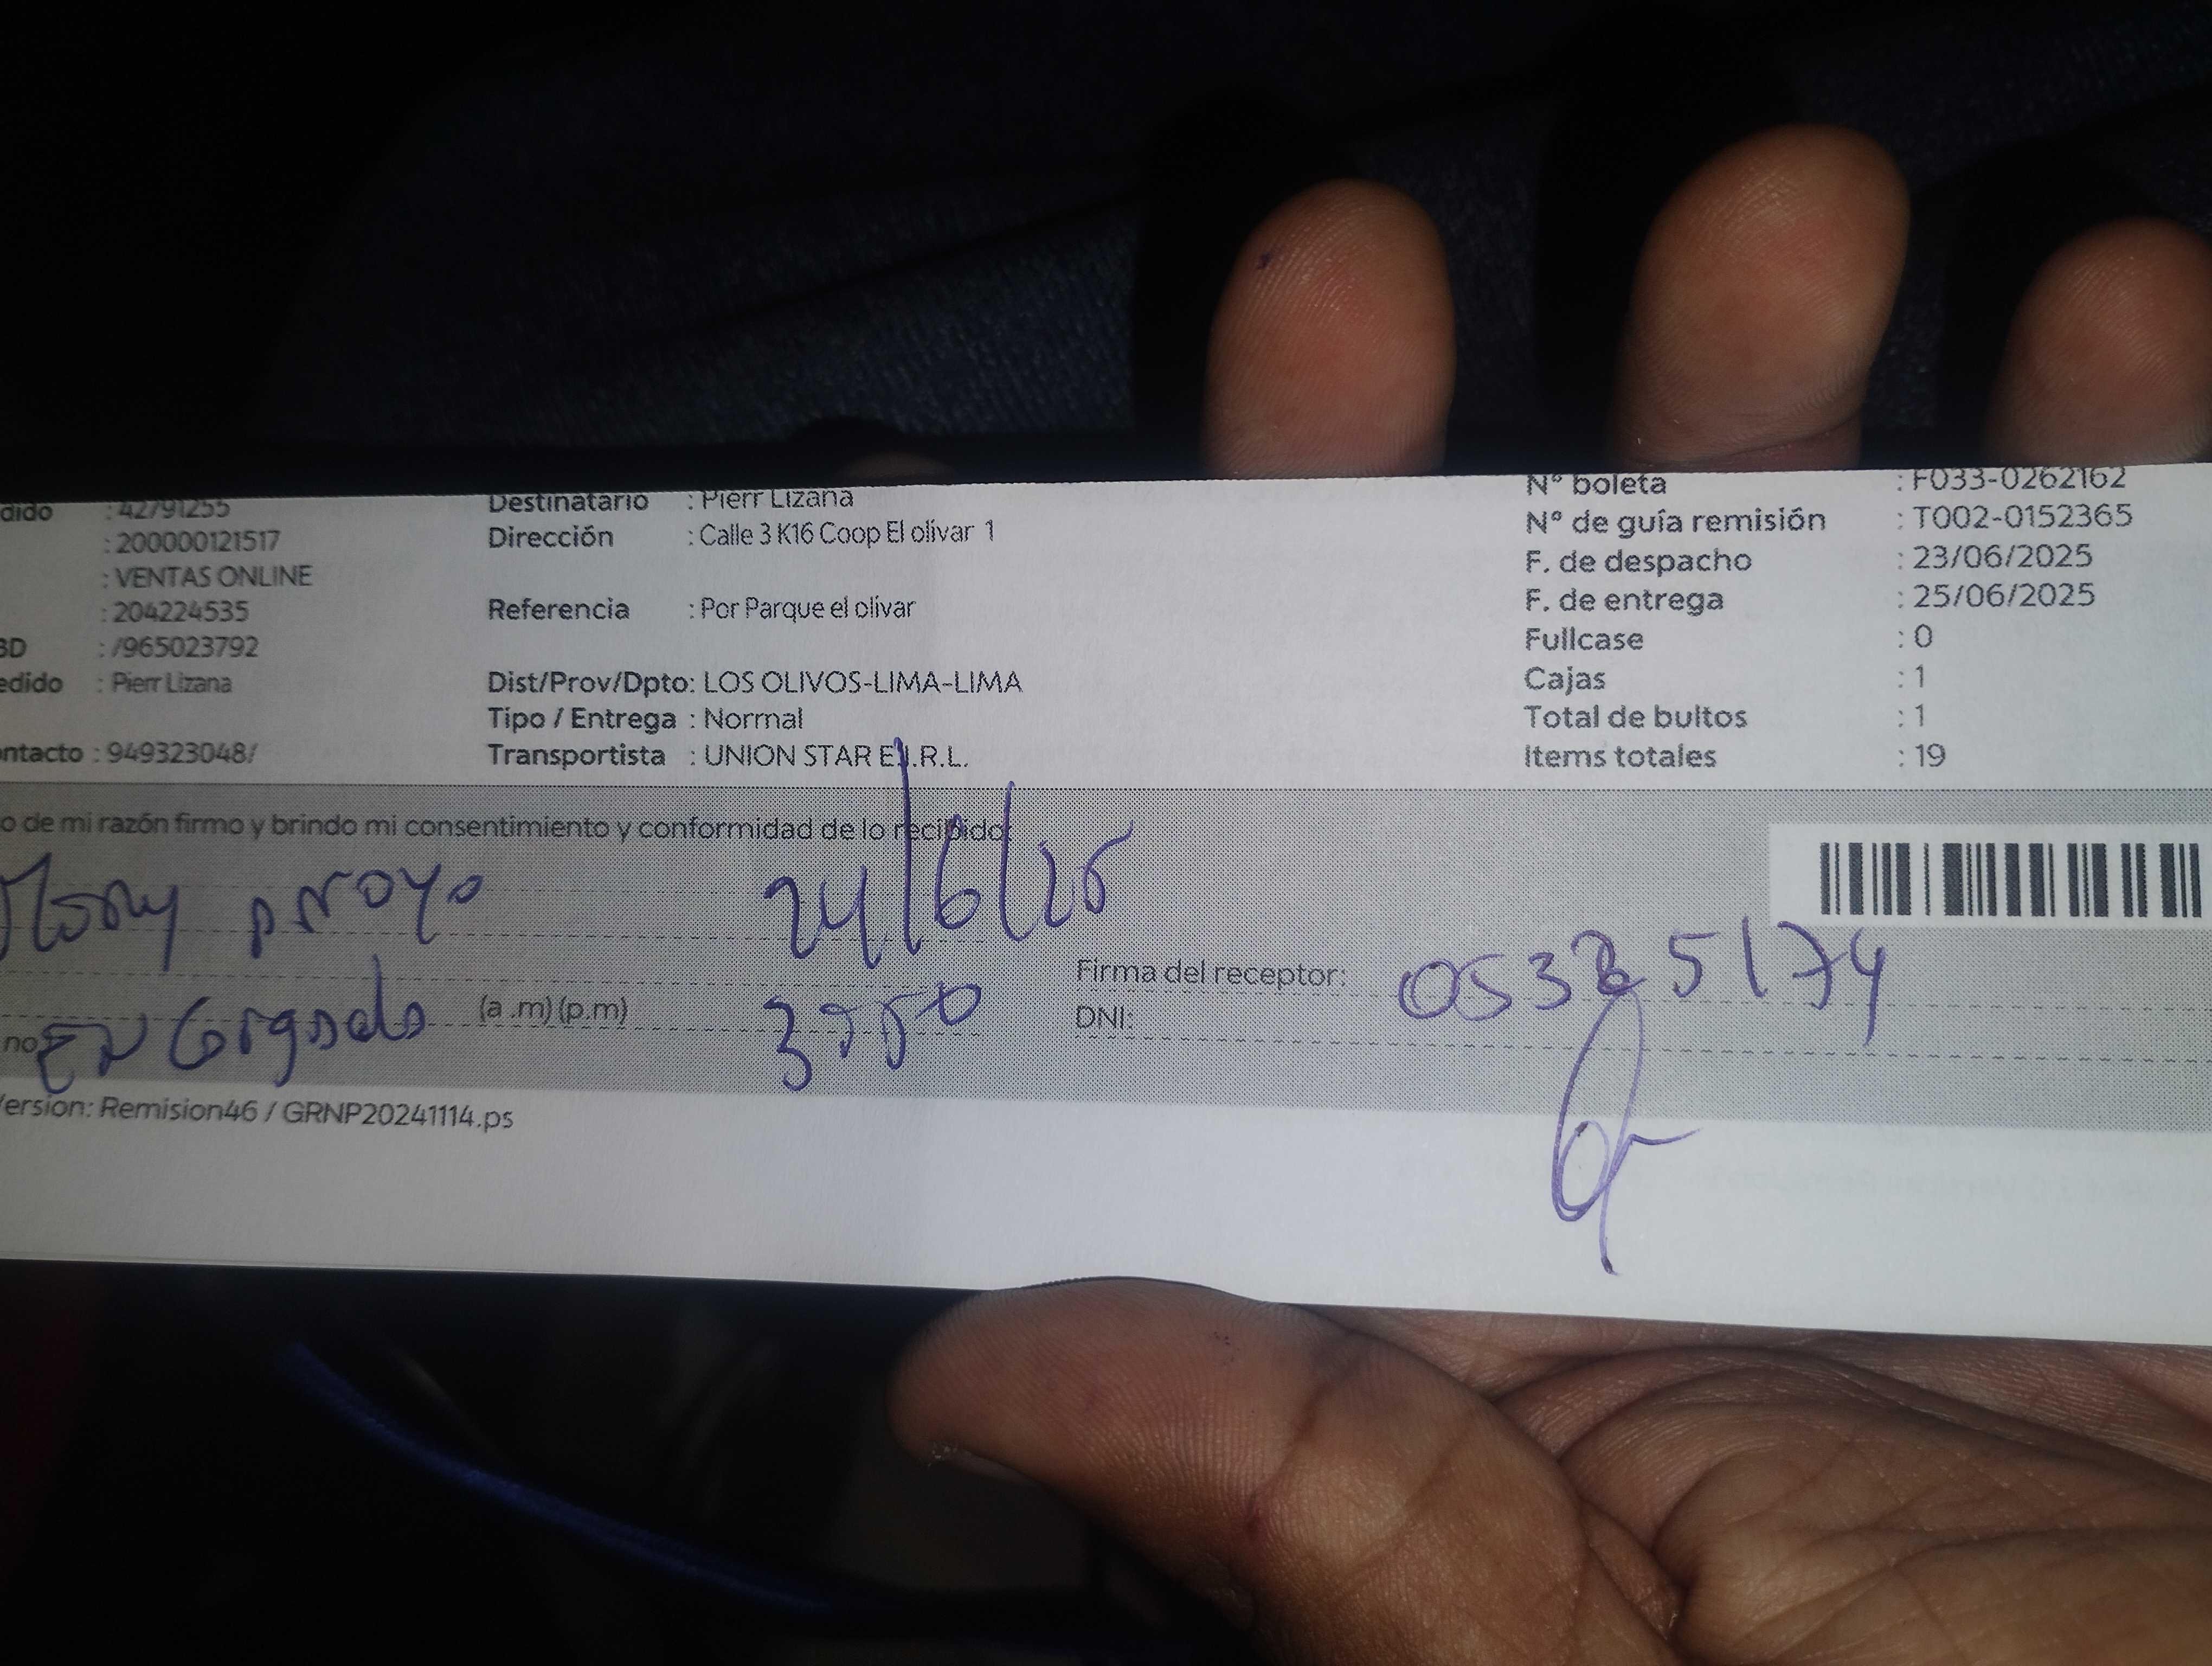 dido : 42791255
: 200000121517
: VENTAS ONLINE
: 204224535
BD : /965023792
edido : Pierr Lizana
ontacto : 949323048/
Destinatario : Pierr Lizana
Dirección : Calle 3 K16 Coop El olivar 1
Referencia : Por Parque el olivar
Dist/Prov/Dpto: LOS OLIVOS-LIMA-LIMA
Tipo / Entrega : Normal
Transportista : UNION STAR E.I.R.L.
N° boleta : F033-0262162
N° de guía remisión : T002-0152365
F. de despacho : 23/06/2025
F. de entrega : 25/06/2025
Fullcase : 0
Cajas : 1
Total de bultos : 1
Items totales : 19
o de mi razón firmo y brindo mi consentimiento y conformidad de lo recibido:
24/6/25
Firma del receptor:
no Encargado (a .m) (p.m)
DNI:
Version: Remision46 / GRNP20241114.ps